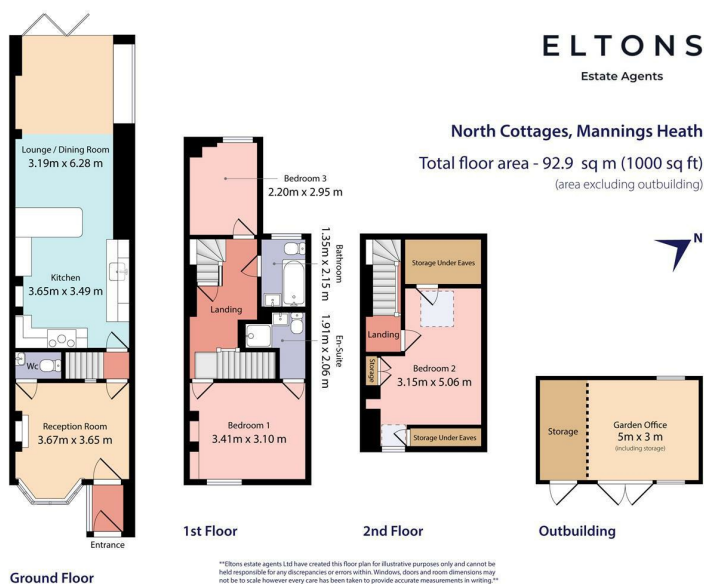 ELTONS
Estate Agents
North Cottages, Mannings Heath
Total floor area - 92.9 sq m (1000 sq ft)
(area excluding outbuilding)
N
Lounge / Dining Room
3.19m x 6.28 m
Kitchen
3.65m x 3.49 m
Wc
Reception Room
3.67m x 3.65 m
Entrance
Ground Floor
Bedroom 3
2.20m x 2.95 m
Bathroom
1.35m x 2.15 m
Landing
En-Suite
1.91m x 2.06 m
Bedroom 1
3.41m x 3.10 m
1st Floor
Storage Under Eaves
Landing
Storage
Bedroom 2
3.15m x 5.06 m
Storage Under Eaves
2nd Floor
Storage
Garden Office
5m x 3 m
(including storage)
Outbuilding
**Eltons estate agents Ltd have created this floor plan for illustrative purposes only and cannot be
held responsible for any discrepancies or errors within. Windows, doors and room dimensions may
not be to scale however every care has been taken to provide accurate measurements in writing.**